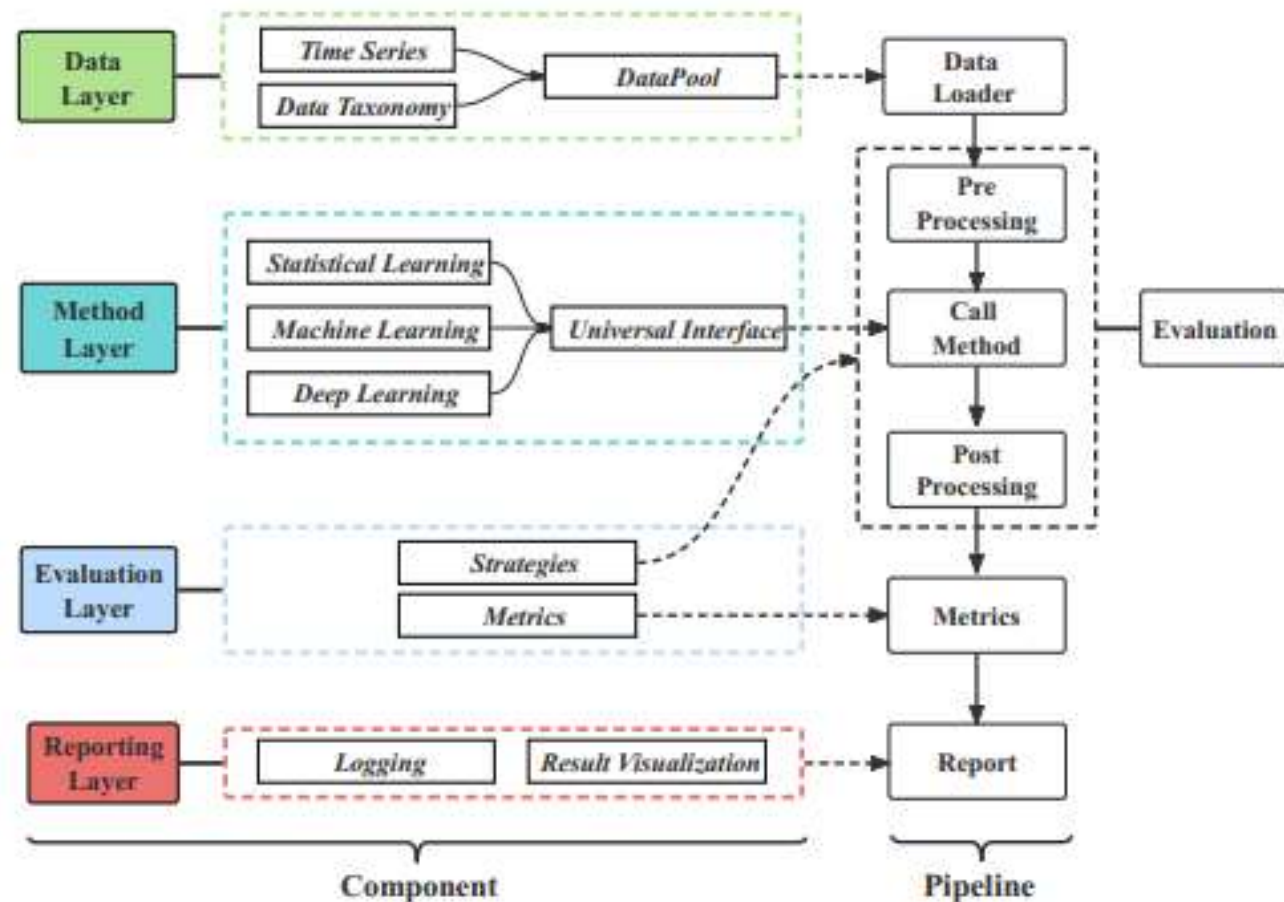 Data
Layer
Time Series
Data Taxonomy
DataPool
Data
Loader
Pre
Processing
Method
Layer
Statistical Learning
Machine Learning
Deep Learning
Universal Interface
Call
Method
Evaluation
Post
Processing
Evaluation
Layer
Strategies
Metrics
Metrics
Reporting
Layer
Logging
Result Visualization
Report
Component
Pipeline